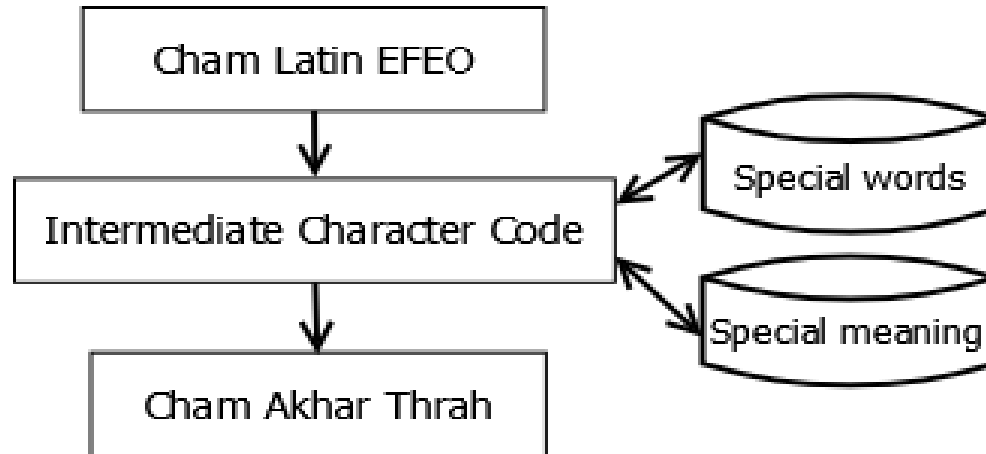 Cham Latin EFEO
Special words
Intermediate Character Code
Special meaning
Cham Akhar Thrah